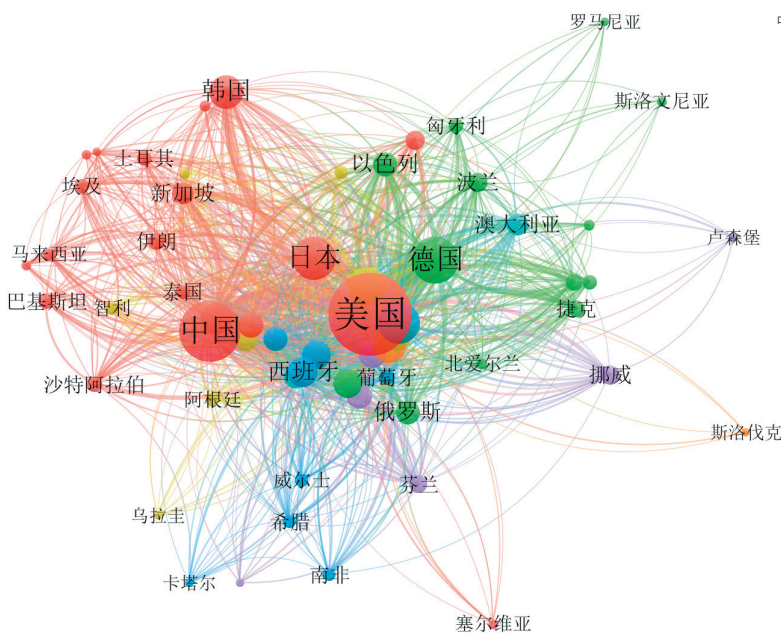 罗马尼亚
韩国
斯洛文尼亚
匈牙利
土耳其
以色列
埃及
新加坡
波兰
澳大利亚
卢森堡
伊朗
日本
德国
马来西亚
泰国
巴基斯坦
智利
美国
捷克
中国
北爱尔兰
西班牙
葡萄牙
挪威
沙特阿拉伯
阿根廷
俄罗斯
斯洛伐克
威尔士
芬兰
乌拉圭
希腊
卡塔尔
南非
塞尔维亚